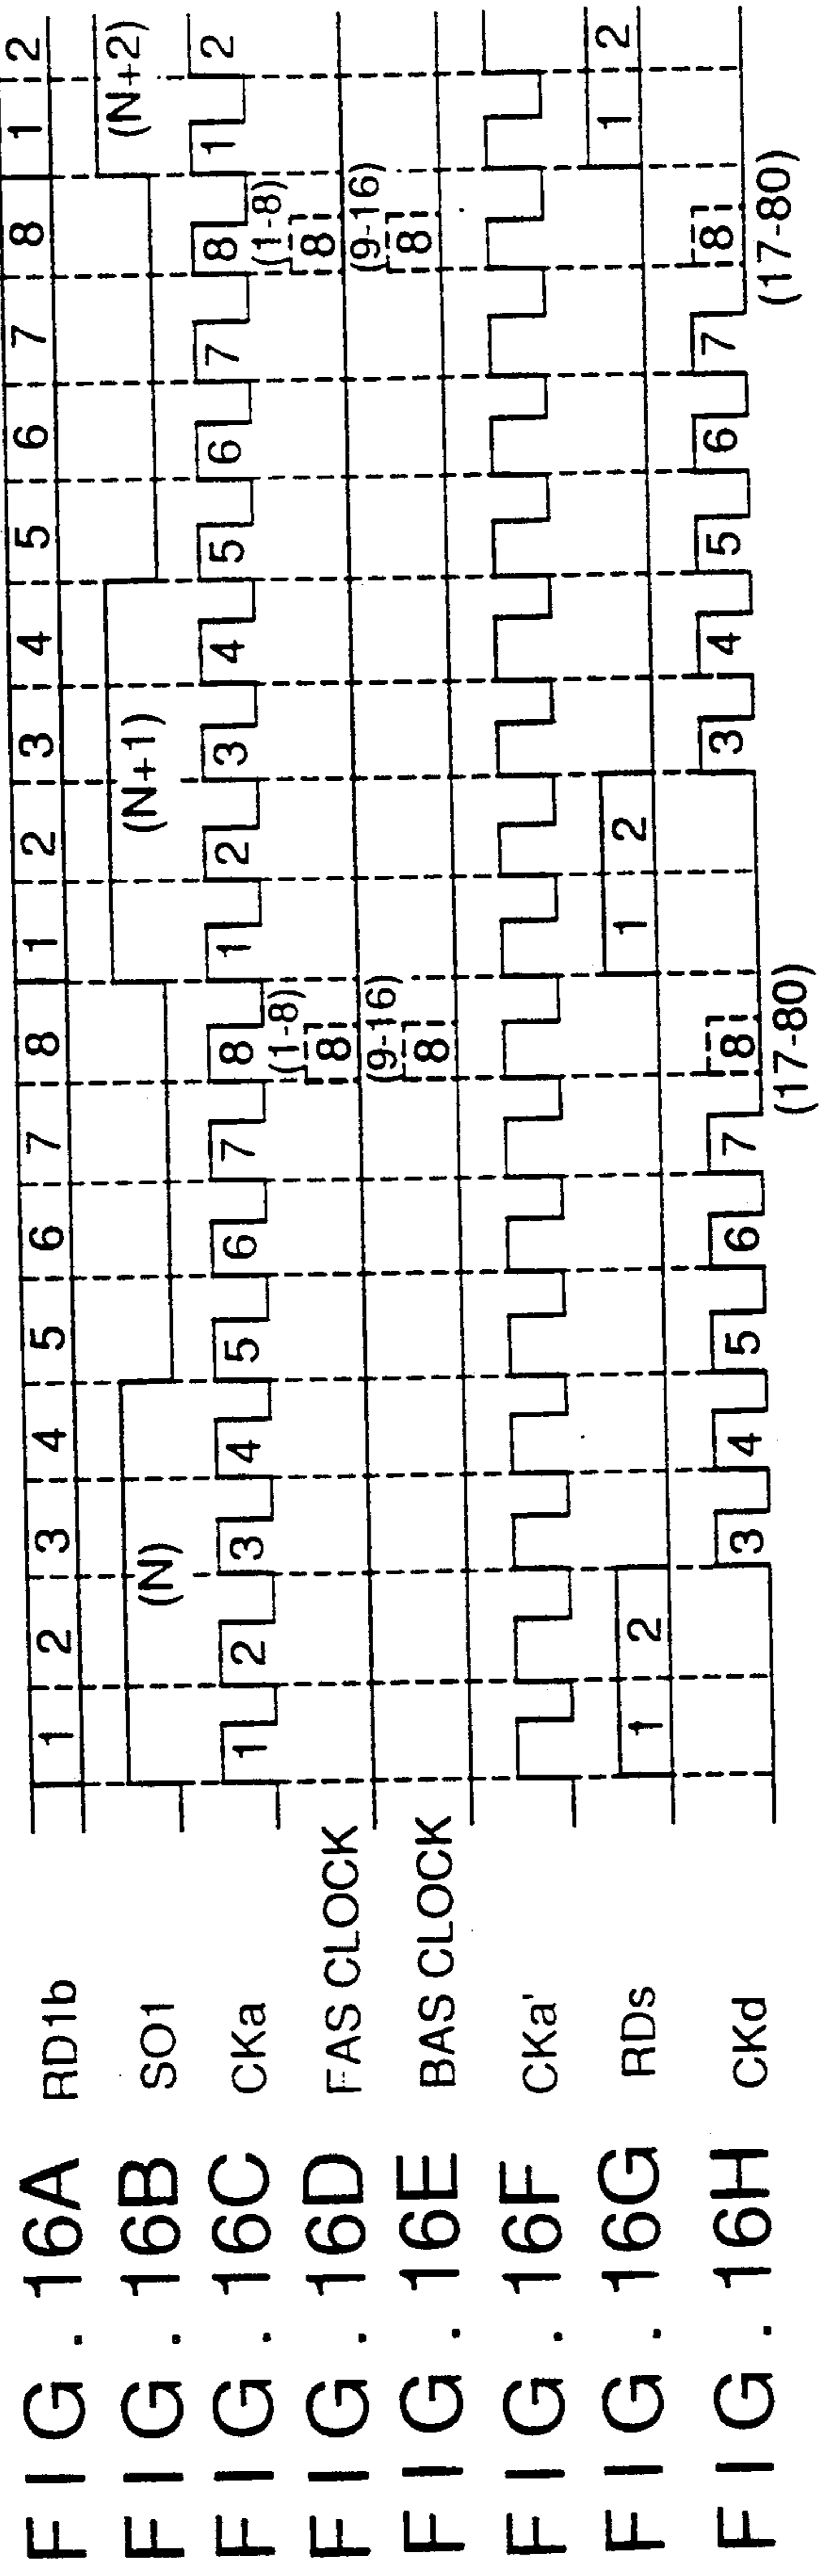 FIG. 16A RD1b 1 2 3 4 5 6 7 8 1 2 3 4 5 6 7 8 1 2
FIG. 16B SO1 (N) (N+1) (N+2)
FIG. 16C CKa 1 2 3 4 5 6 7 8 1 2 3 4 5 6 7 8 1 2
(1-8) (1-8)
FIG. 16D FAS CLOCK 8 8
(9-16) (9-16)
FIG. 16E BAS CLOCK 8 8
FIG. 16F CKa'
FIG. 16G RDs 1 2 1 2 1 2
FIG. 16H CKd 3 4 5 6 7 8 3 4 5 6 7 8
(17-80) (17-80)